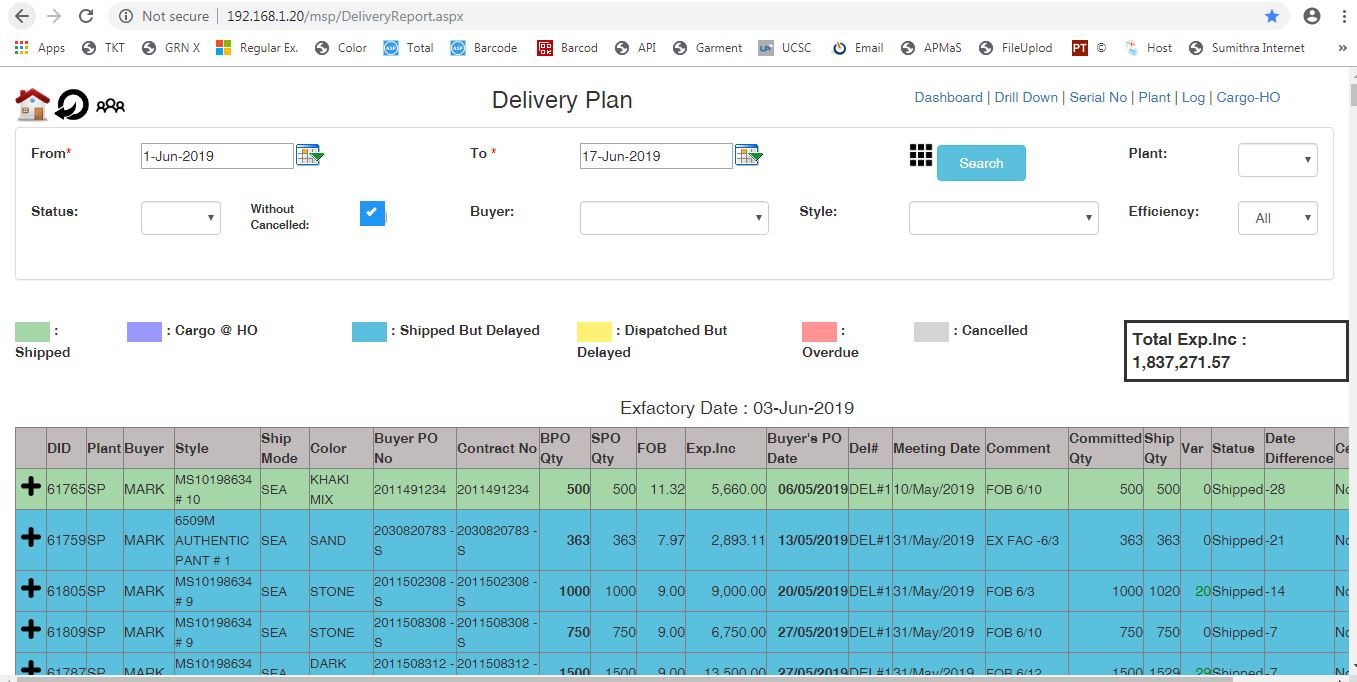 Not secure | 192.168.1.20/msp/DeliveryReport.aspx
Apps TKT GRN X Regular Ex. Color Total Barcode Barcod API Garment UCSC Email APMaS FileUplod PT © Host Sumithra Internet »
Delivery Plan
Dashboard | Drill Down | Serial No | Plant | Log | Cargo-HO
From* 1-Jun-2019 To * 17-Jun-2019 Search Plant:
Status: Without Cancelled: Buyer: Style: Efficiency: All
: Shipped
: Cargo @ HO
: Shipped But Delayed
: Dispatched But Delayed
: Overdue
: Cancelled
Total Exp.Inc :
1,837,271.57
Exfactory Date : 03-Jun-2019
DID Plant Buyer Style Ship Mode Color Buyer PO No Contract No BPO Qty SPO Qty FOB Exp.Inc Buyer's PO Date Del# Meeting Date Comment Committed Qty Ship Qty Var Status Date Difference
61765 SP MARK MS10198634 # 10 SEA KHAKI MIX 2011491234 2011491234 500 500 11.32 5,660.00 06/05/2019 DEL#1 10/May/2019 FOB 6/10 500 500 0 Shipped -28
61759 SP MARK 6509M AUTHENTIC PANT # 1 SEA SAND 2030820783 - S 2030820783 - S 363 363 7.97 2,893.11 13/05/2019 DEL#1 31/May/2019 EX FAC -6/3 363 363 0 Shipped -21
61805 SP MARK MS10198634 # 9 SEA STONE 2011502308 - S 2011502308 - S 1000 1000 9.00 9,000.00 20/05/2019 DEL#1 31/May/2019 FOB 6/3 1000 1020 20 Shipped -14
61809 SP MARK MS10198634 # 9 SEA STONE 2011508308 - S 2011508308 - S 750 750 9.00 6,750.00 27/05/2019 DEL#1 31/May/2019 FOB 6/10 750 750 0 Shipped -7
61787 SP MARK MS10198634 SEA DARK 2011508312 - 2011508312 - 1500 1500 9.00 13,500.00 27/05/2019 DEL#1 31/May/2019 FOB 6/12 1500 1529 29 Shipped -7